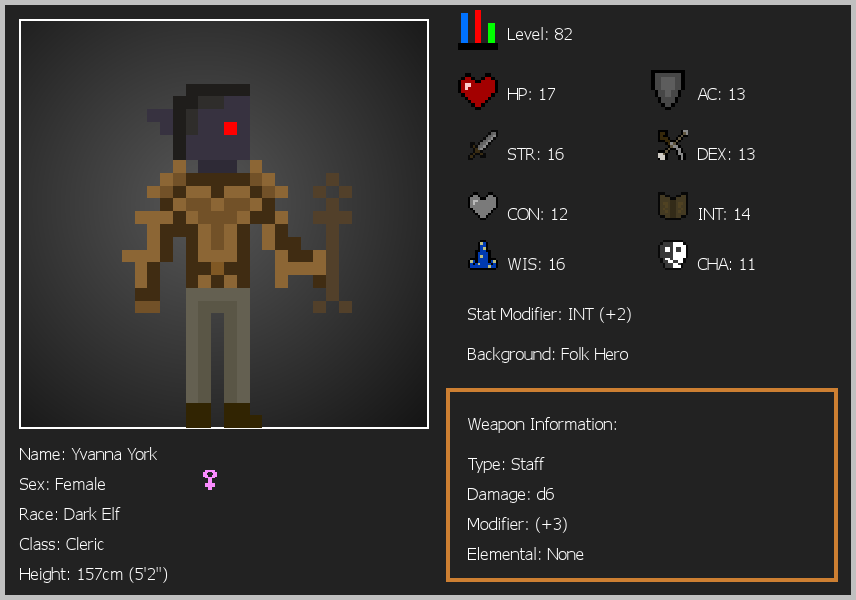 Level: 82
HP: 17
AC: 13
STR: 16
DEX: 13
CON: 12
INT: 14
WIS: 16
CHA: 11
Stat Modifier: INT (+2)
Background: Folk Hero
Weapon Information:
Type: Staff
Damage: d6
Modifier: (+3)
Elemental: None
Name: Yvanna York
Sex: Female
Race: Dark Elf
Class: Cleric
Height: 157cm (5'2")